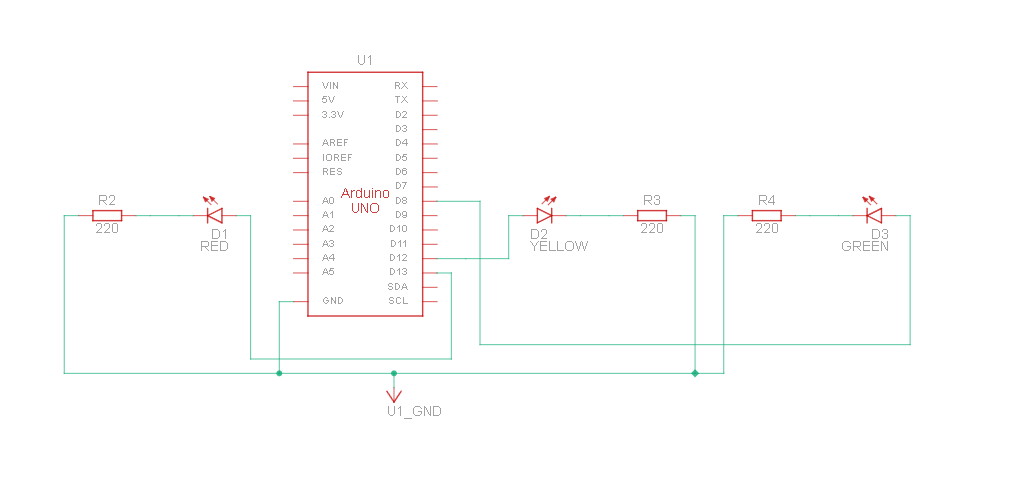 U1
VIN RX
5V TX
3.3V D2
D3
AREF D4
IOREF D5
RES D6
D7
Arduino
UNO
A0 D8
A1 D9
A2 D10
A3 D11
A4 D12
A5 D13
SDA
GND SCL
R2
220
D1
RED
D2
YELLOW
R3
220
R4
220
D3
GREEN
U1_GND